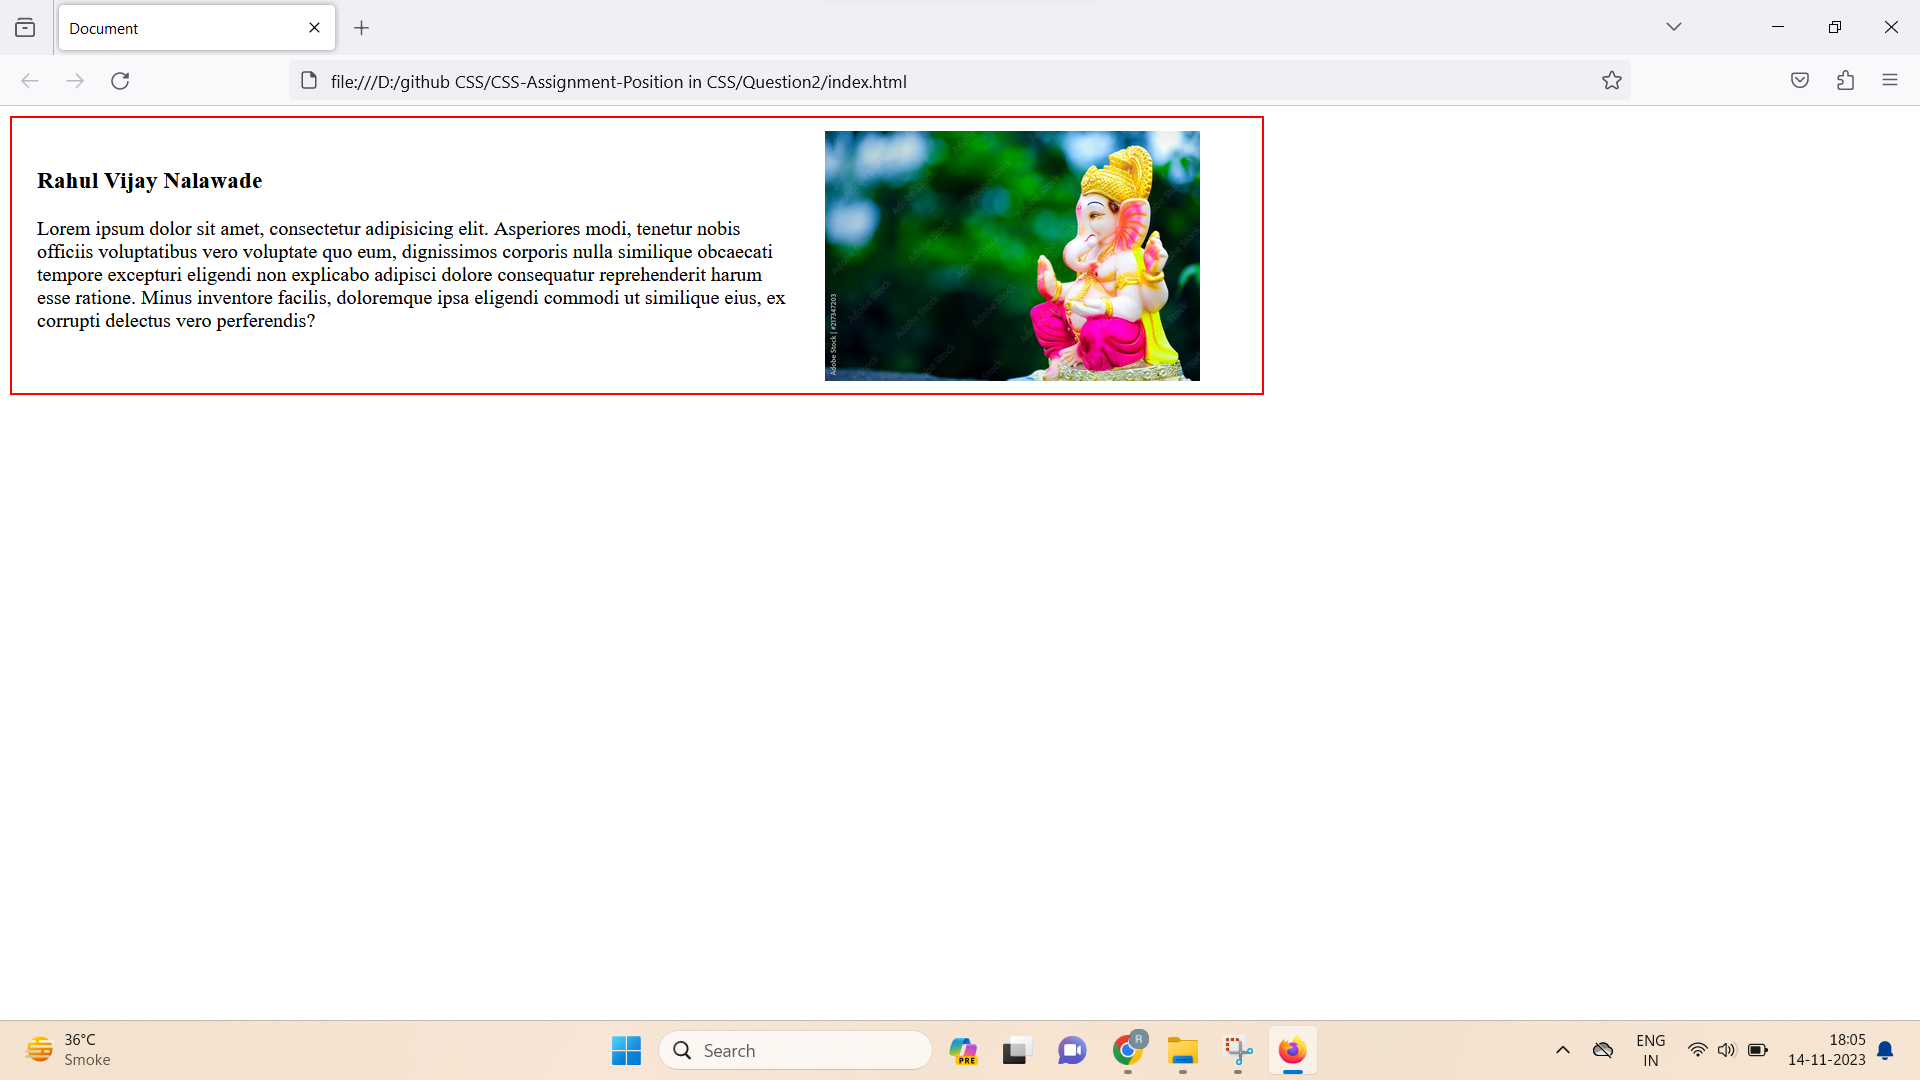 Document
file:///D:/github CSS/CSS-Assignment-Position in CSS/Question2/index.html
Rahul Vijay Nalawade
Lorem ipsum dolor sit amet, consectetur adipisicing elit. Asperiores modi, tenetur nobis
officiis voluptatibus vero voluptate quo eum, dignissimos corporis nulla similique obcaecati
tempore excepturi eligendi non explicabo adipisci dolore consequatur reprehenderit harum
esse ratione. Minus inventore facilis, doloremque ipsa eligendi commodi ut similique eius, ex
corrupti delectus vero perferendis?
Adobe Stock | #217347203
Adobe Stock
36°C
Smoke
Search
PRE
R
ENG
IN
18:05
14-11-2023